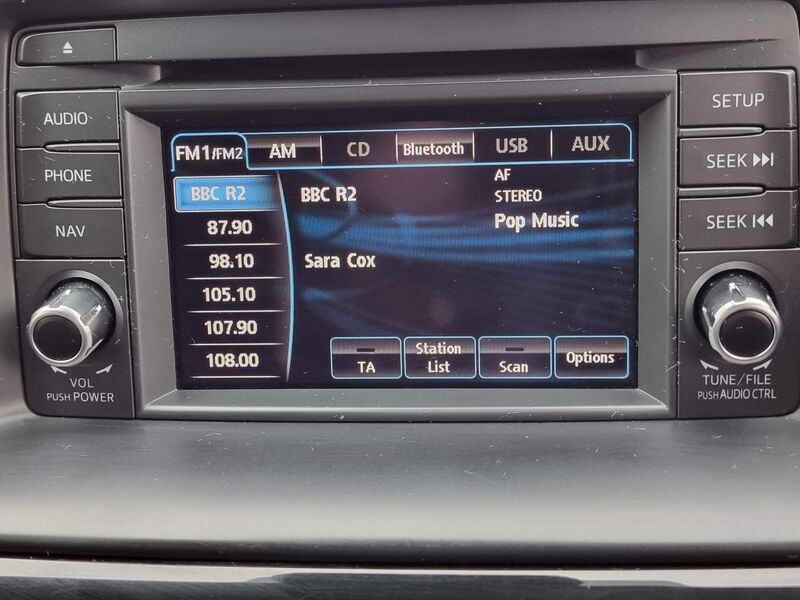 AUDIO
PHONE
NAV
VOL
PUSH POWER
FM1/FM2 AM CD Bluetooth USB AUX
BBC R2
87.90
98.10
105.10
107.90
108.00
BBC R2
AF
STEREO
Pop Music
Sara Cox
TA
Station
List
Scan
Options
SETUP
SEEK
SEEK
TUNE/FILE
PUSH AUDIO CTRL